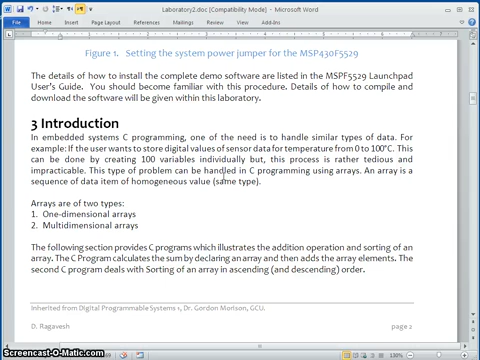 Laboratory2.doc [Compatibility Mode] - Microsoft Word
File Home Insert Page Layout References Mailings Review View Add-Ins
Figure 1. Setting the system power jumper for the MSP430F5529
The details of how to install the complete demo software are listed in the MSPF5529 Launchpad
User's Guide. You should become familiar with this procedure. Details of how to compile and
download the software will be given within this laboratory.
3 Introduction
In embedded systems C programming, one of the need is to handle similar types of data. For
example: If the user wants to store digital values of sensor data for temperature from 0 to 100°C. This
can be done by creating 100 variables individually but, this process is rather tedious and
impracticable. This type of problem can be handled in C programming using arrays. An array is a
sequence of data item of homogeneous value (same type).
Arrays are of two types:
1. One-dimensional arrays
2. Multidimensional arrays
The following section provides C programs which illustrates the addition operation and sorting of an
array. The C Program calculates the sum by declaring an array and then adds the array elements. The
second C program deals with Sorting of an array in ascending (and descending) order.
Inherited from Digital Programmable Systems 1, Dr. Gordon Morison, GCU.
D. Ragavesh page 2
Screencast-O-Matic.com
130%